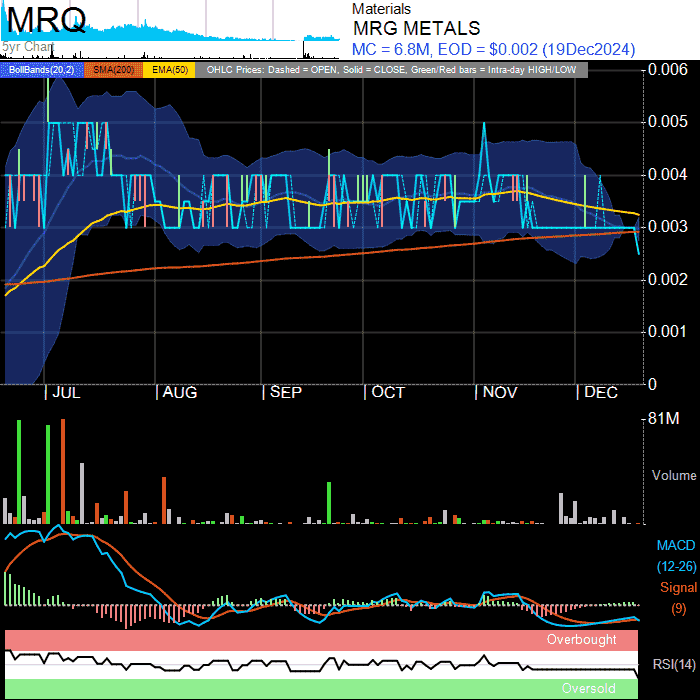 MRQ
Materials
MRG METALS
5yr Chart
MC = 6.8M, EOD = $0.002 (19Dec2024)
BollBands(20,2) SMA(200) EMA(50) OHLC Prices: Dashed = OPEN, Solid = CLOSE, Green/Red bars = Intra-day HIGH/LOW
0.006
0.005
0.004
0.003
0.002
0.001
0
| JUL | AUG | SEP | OCT | NOV | DEC
81M
Volume
MACD
(12-26)
Signal
(9)
Overbought
RSI(14)
Oversold